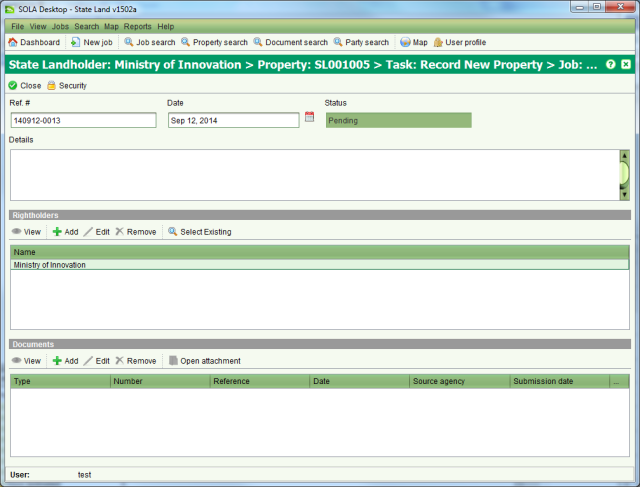 SOLA Desktop - State Land v1502a
File View Jobs Search Map Reports Help
Dashboard New job Job search Property search Document search Party search Map User profile
State Landholder: Ministry of Innovation > Property: SL001005 > Task: Record New Property > Job: ...
Close Security
Ref. # Date Status
140912-0013 Sep 12, 2014 Pending
Details
Rightholders
View Add Edit Remove Select Existing
Name
Ministry of Innovation
Documents
View Add Edit Remove Open attachment
Type Number Reference Date Source agency Submission date ...
User: test